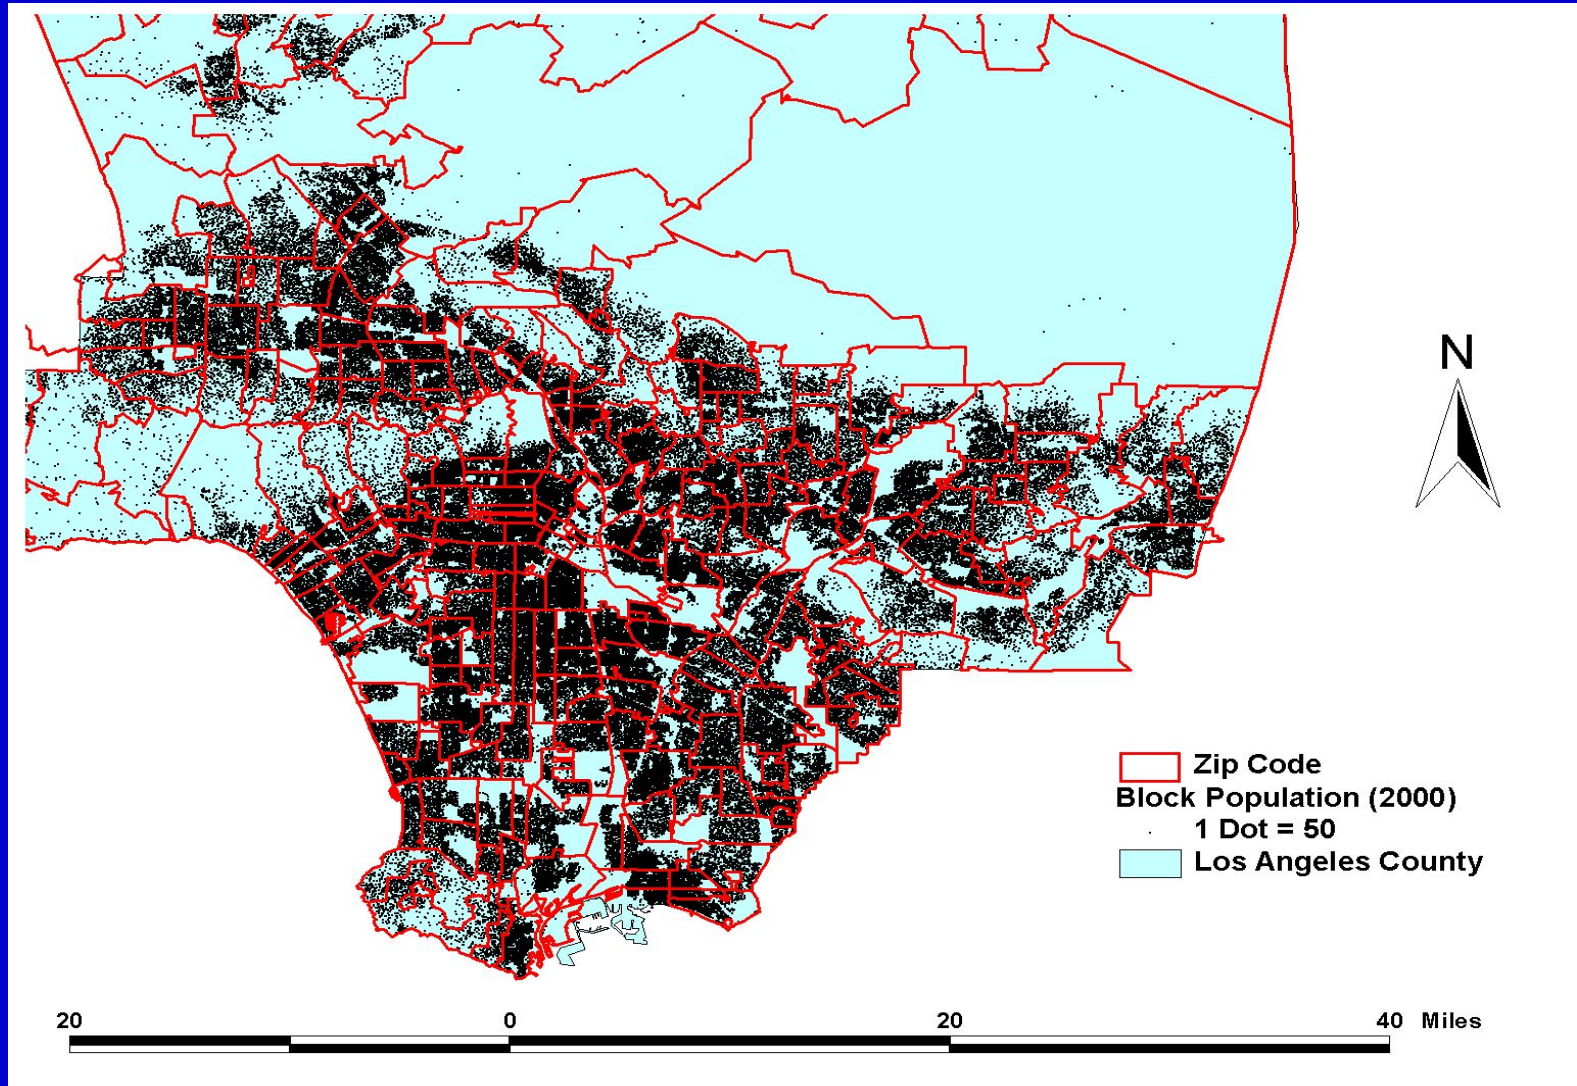 N
Zip Code
Block Population (2000)
1 Dot = 50
Los Angeles County
20 0 20 40 Miles